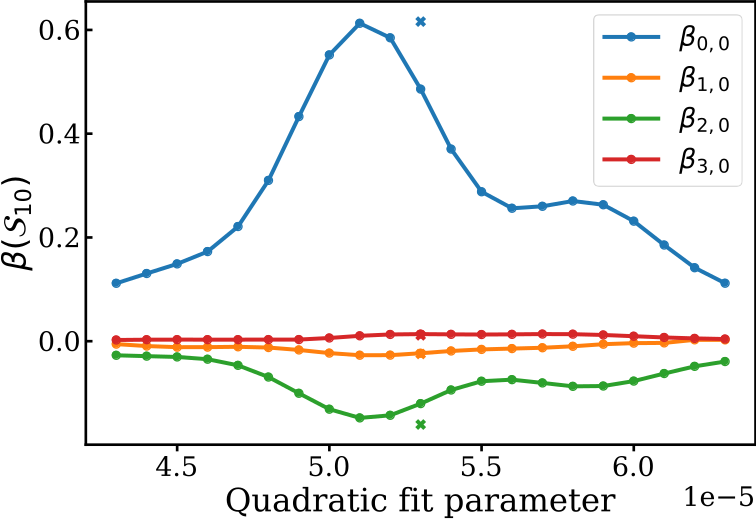 0.6
0.4
0.2
0.0
β(𝒮₁₀)
4.5
5.0
5.5
6.0
1e−5
Quadratic fit parameter
β₀,₀
β₁,₀
β₂,₀
β₃,₀